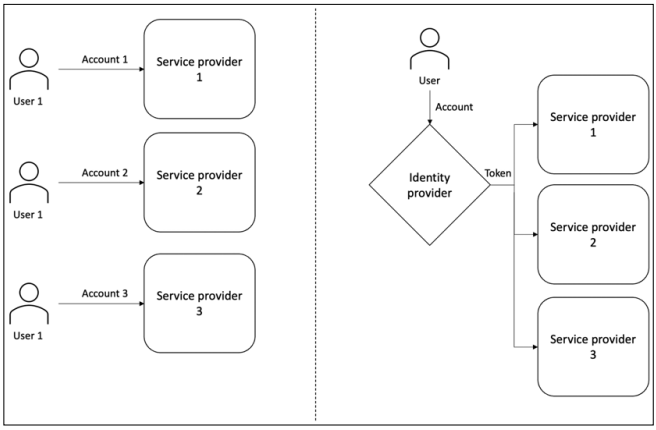 Account 1
Service provider
1
User 1
Account 2
Service provider
2
User 1
Account 3
Service provider
3
User 1
User
Account
Identity
provider
Token
Service provider
1
Service provider
2
Service provider
3